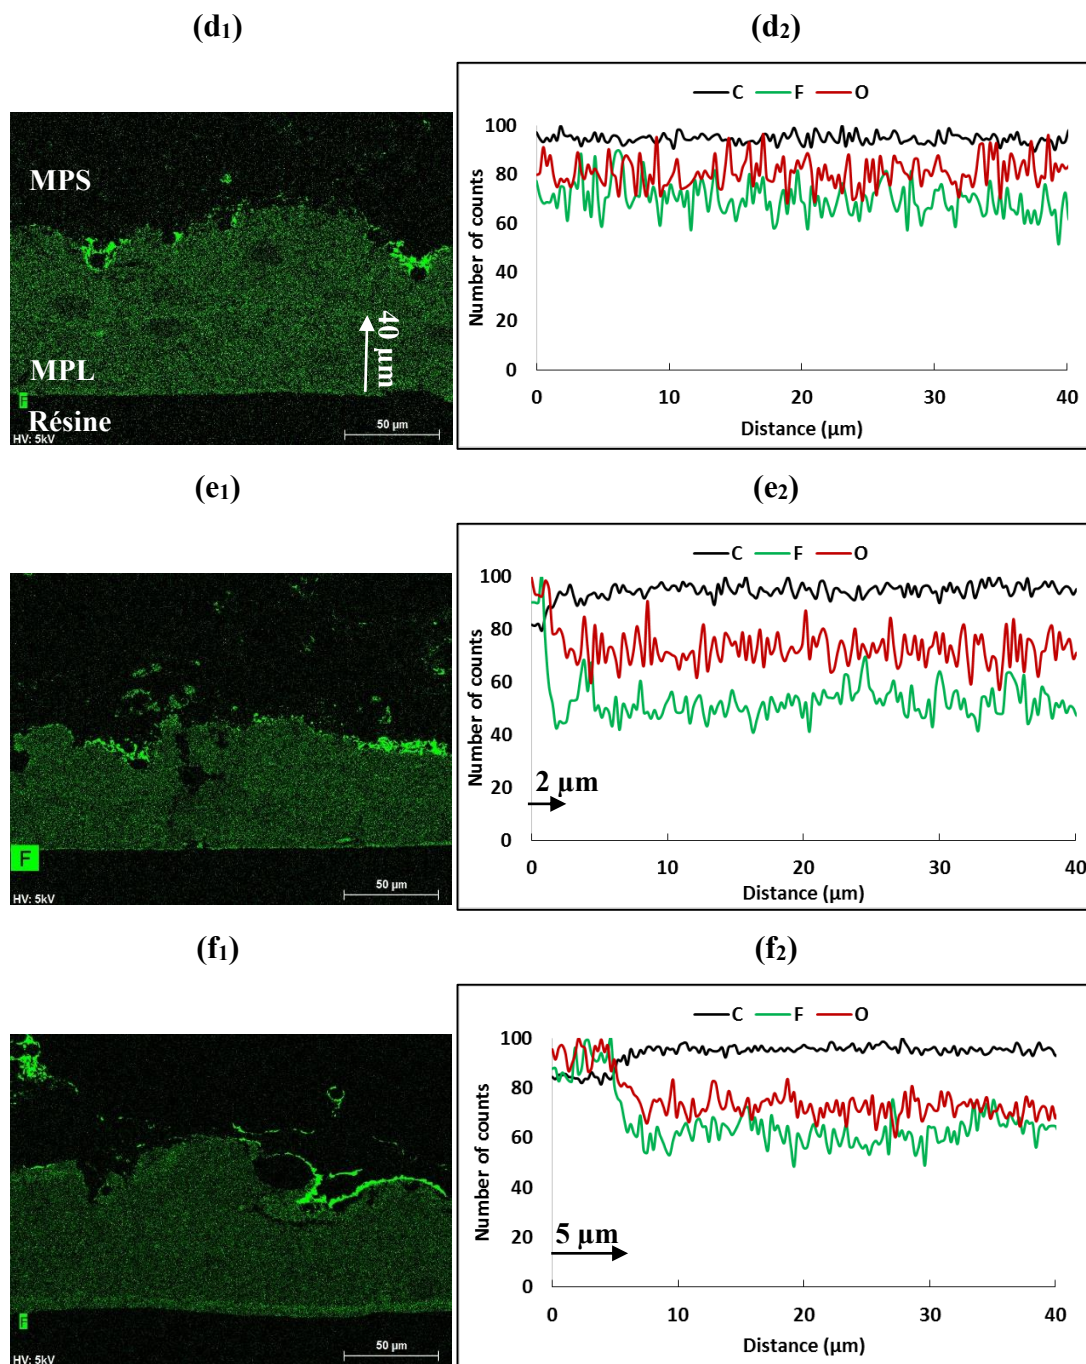 (d₁)
(d₂)
MPS
40 µm
MPL
F
Résine
HV: 5kV
50 µm
C F O
Number of counts
100
80
60
40
20
0
0 10 20 30 40
Distance (µm)
(e₁)
(e₂)
F
HV: 5kV
50 µm
C F O
Number of counts
100
80
60
40
20
0
2 µm
0 10 20 30 40
Distance (µm)
(f₁)
(f₂)
F
HV: 5kV
50 µm
C F O
Number of counts
100
80
60
40
20
0
5 µm
0 10 20 30 40
Distance (µm)